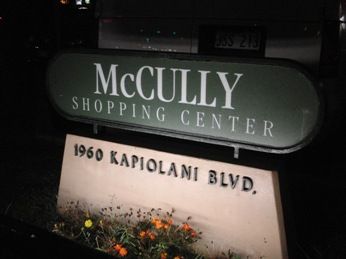 McCULLY
SHOPPING CENTER
1960 KAPIOLANI BLVD.